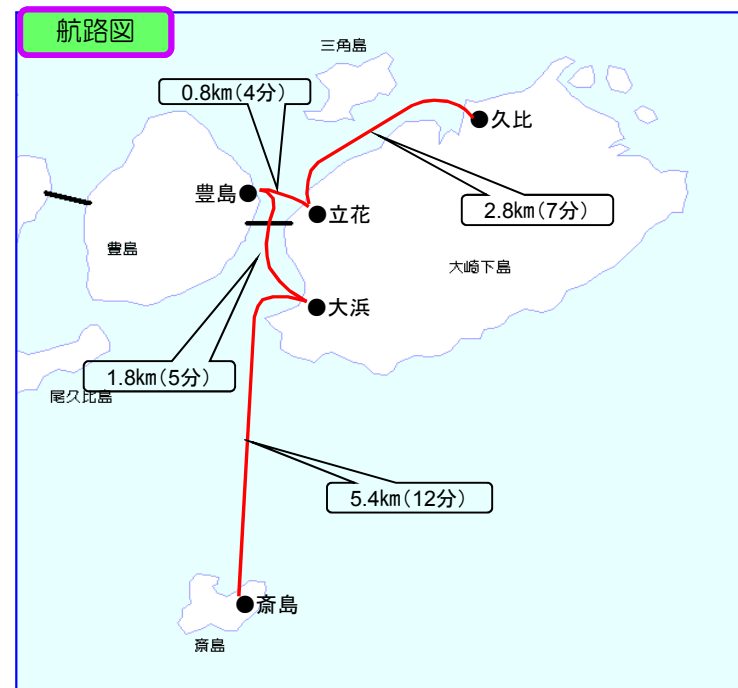 航路図
三角島
0.8㎞（4分）
久比
豊島
立花
2.8㎞（7分）
豊島
大崎下島
大浜
1.8㎞（5分）
尾久比島
5.4㎞（12分）
斎島
斎島